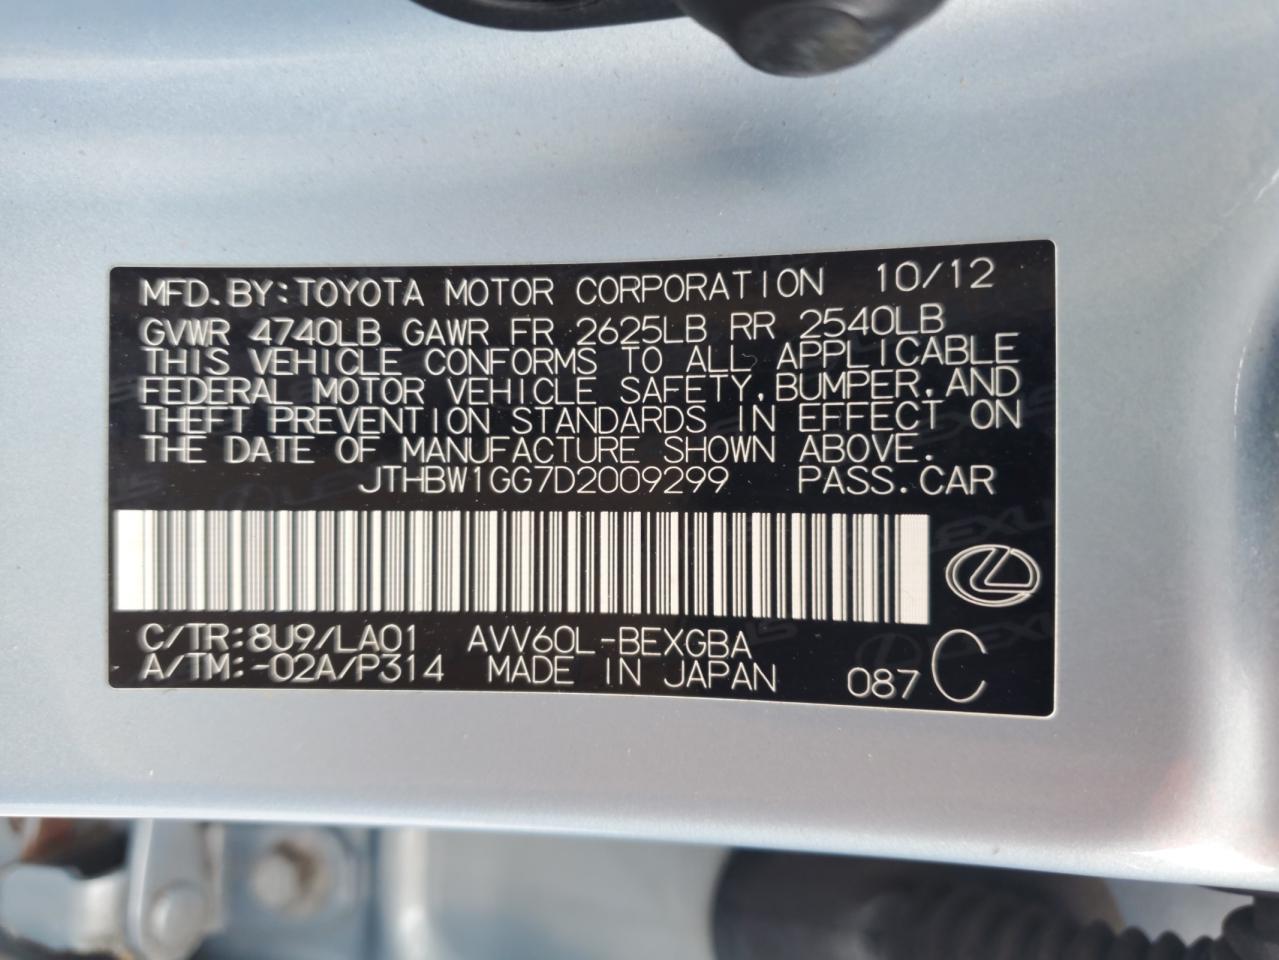 MFD. BY: TOYOTA MOTOR CORPORATION 10/12
GVWR 4740LB GAWR FR 2625LB RR 2540LB
THIS VEHICLE CONFORMS TO ALL APPLICABLE
FEDERAL MOTOR VEHICLE SAFETY, BUMPER, AND
THEFT PREVENTION STANDARDS IN EFFECT ON
THE DATE OF MANUFACTURE SHOWN ABOVE.
JTHBW1GG7D2009299 PASS. CAR
C/TR: 8U9/LA01 AVV60L-BEXGBA
A/TM: -02A/P314 MADE IN JAPAN 087 C